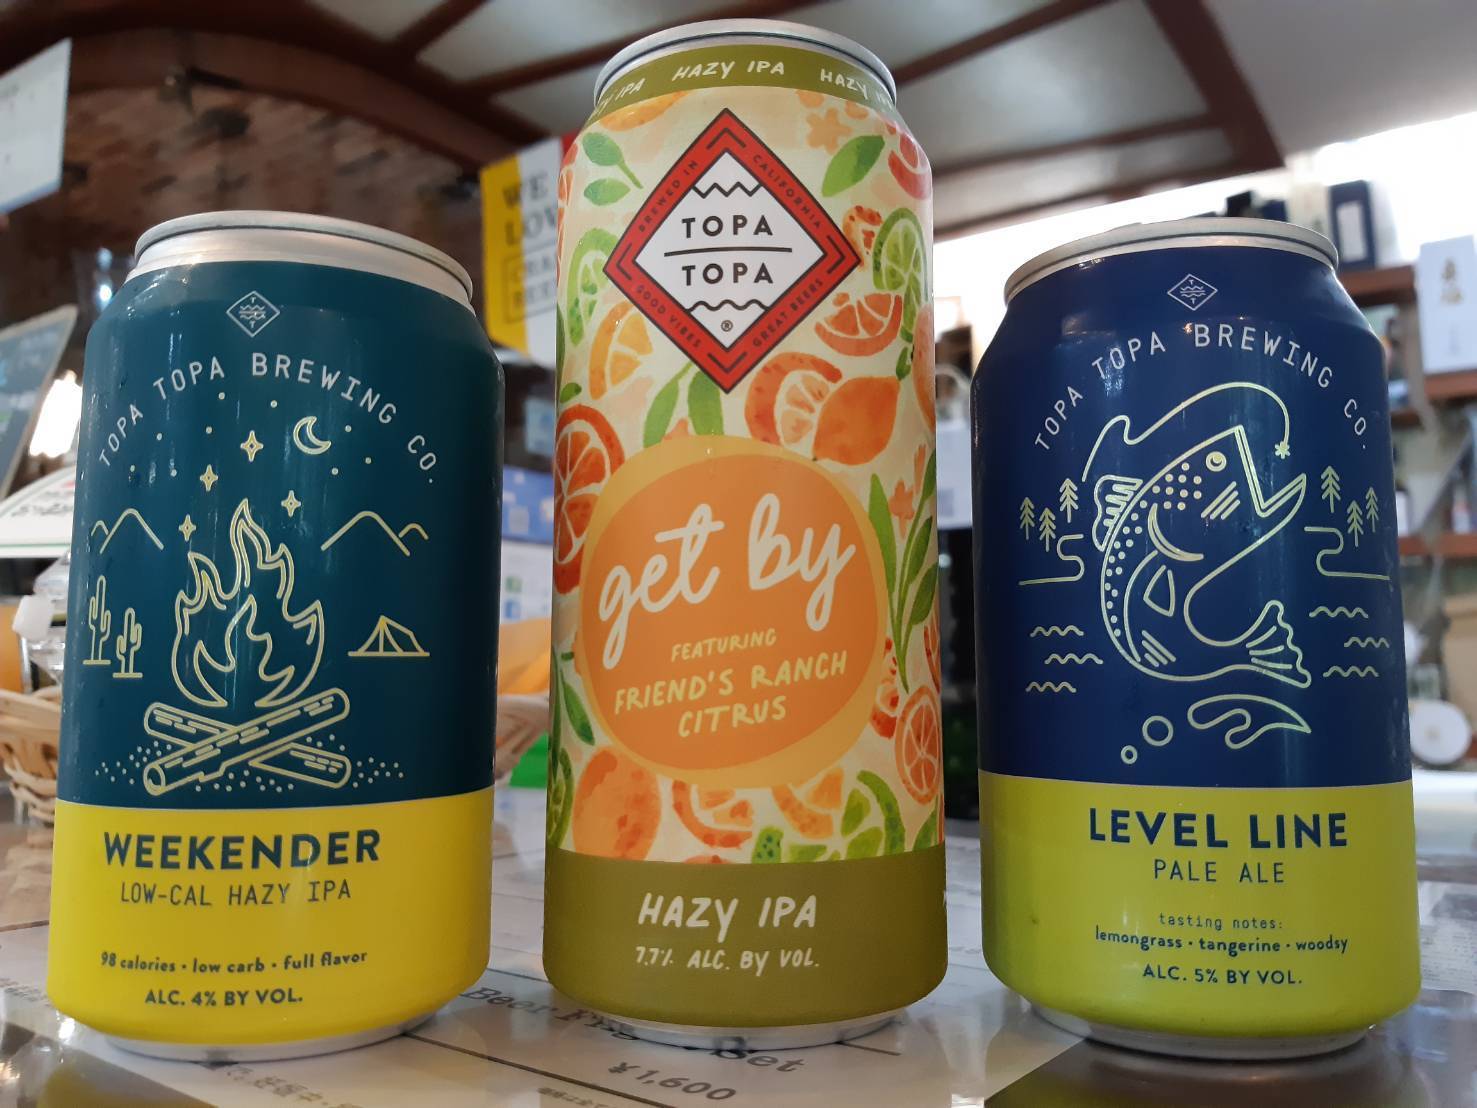 TOPA TOPA BREWING CO.
WEEKENDER
LOW-CAL HAZY IPA
98 calories • low carb • full flavor
ALC. 4% BY VOL.
HAZY IPA
BREWED IN CALIFORNIA
TOPA
TOPA
®
GOOD VIBES GREAT BEERS
get by
FEATURING
FRIEND'S RANCH
CITRUS
HAZY IPA
7.7% ALC. BY VOL.
TOPA TOPA BREWING CO.
LEVEL LINE
PALE ALE
tasting notes:
lemongrass • tangerine • woodsy
ALC. 5% BY VOL.
WE
Beer
Set
¥1,600